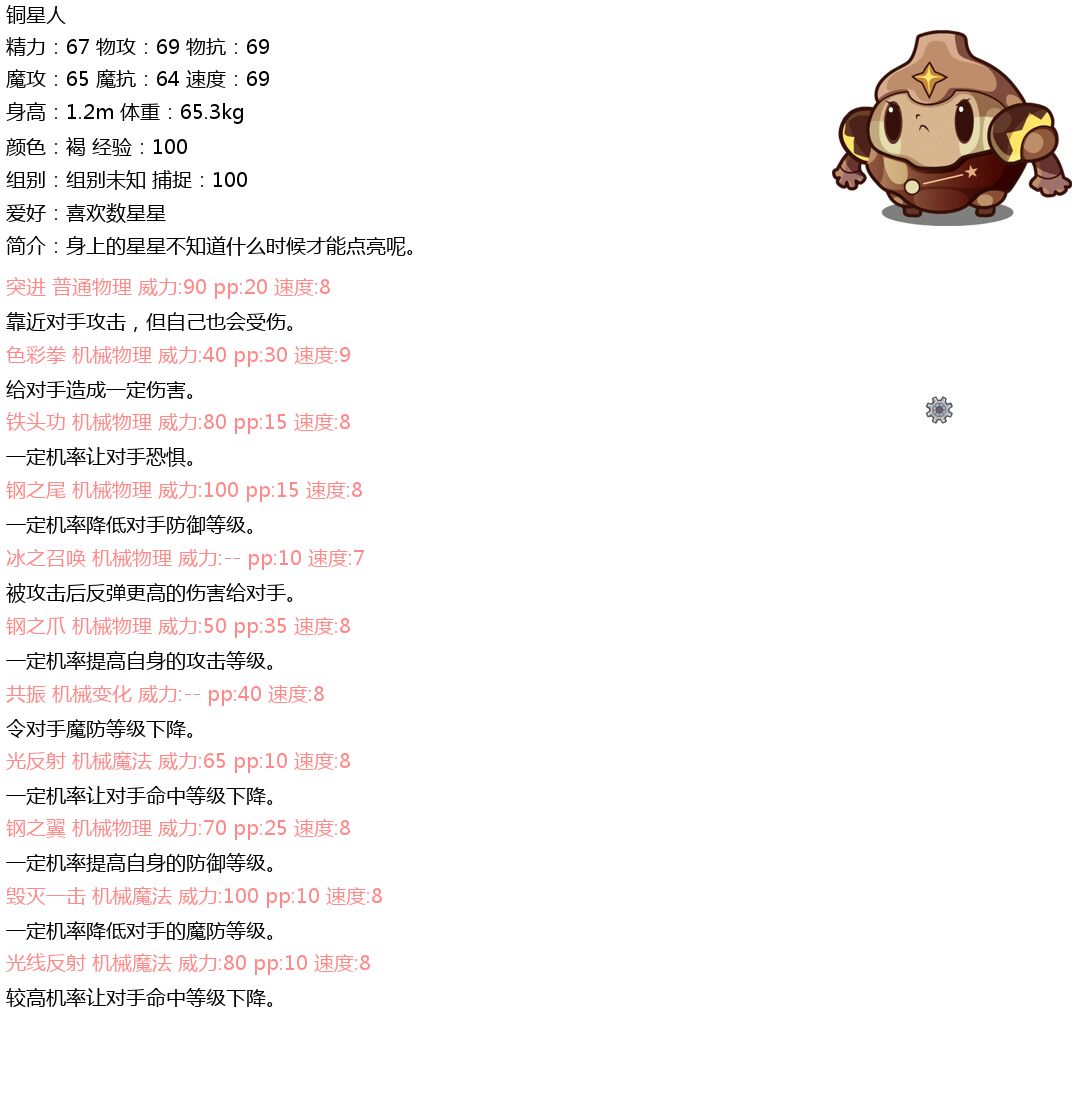 铜星人
精力：67 物攻：69 物抗：69
魔攻：65 魔抗：64 速度：69
身高：1.2m 体重：65.3kg
颜色：褐 经验：100
组别：组别未知 捕捉：100
爱好：喜欢数星星
简介：身上的星星不知道什么时候才能点亮呢。
突进 普通物理 威力:90 pp:20 速度:8
靠近对手攻击，但自己也会受伤。
色彩拳 机械物理 威力:40 pp:30 速度:9
给对手造成一定伤害。
铁头功 机械物理 威力:80 pp:15 速度:8
一定机率让对手恐惧。
钢之尾 机械物理 威力:100 pp:15 速度:8
一定机率降低对手防御等级。
冰之召唤 机械物理 威力:-- pp:10 速度:7
被攻击后反弹更高的伤害给对手。
钢之爪 机械物理 威力:50 pp:35 速度:8
一定机率提高自身的攻击等级。
共振 机械变化 威力:-- pp:40 速度:8
令对手魔防等级下降。
光反射 机械魔法 威力:65 pp:10 速度:8
一定机率让对手命中等级下降。
钢之翼 机械物理 威力:70 pp:25 速度:8
一定机率提高自身的防御等级。
毁灭一击 机械魔法 威力:100 pp:10 速度:8
一定机率降低对手的魔防等级。
光线反射 机械魔法 威力:80 pp:10 速度:8
较高机率让对手命中等级下降。